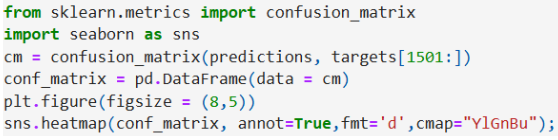 from sklearn.metrics import confusion_matrix
import seaborn as sns
cm = confusion_matrix(predictions, targets[1501:])
conf_matrix = pd.DataFrame(data = cm)
plt.figure(figsize = (8,5))
sns.heatmap(conf_matrix, annot=True,fmt='d',cmap="YlGnBu");